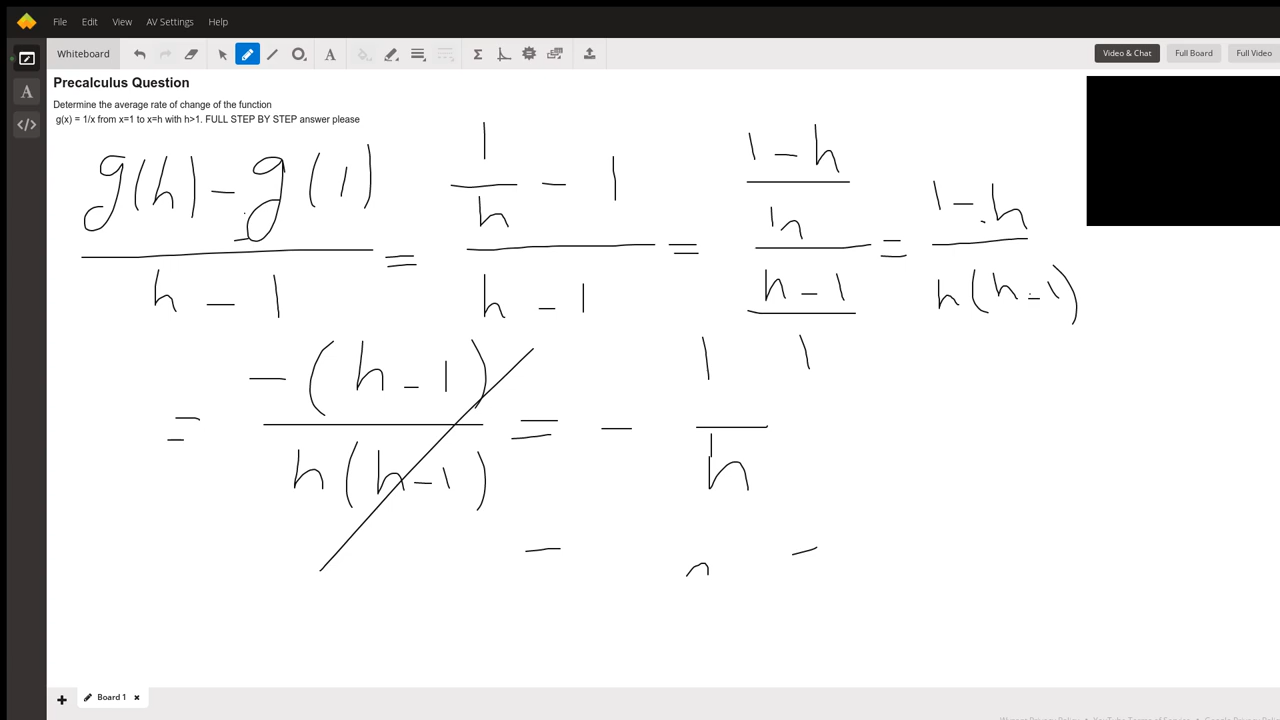 File Edit View AV Settings Help
Whiteboard A Σ Video & Chat Full Board Full Video
Precalculus Question
Determine the average rate of change of the function
g(x) = 1/x from x=1 to x=h with h>1. FULL STEP BY STEP answer please
g(h) - g(1) / h - 1 = 1/h - 1 / h - 1 = 1 - h / h / h - 1 / 1 = 1 - h / h(h - 1)
= -(h - 1) / h(h - 1) = - 1 / h
Board 1